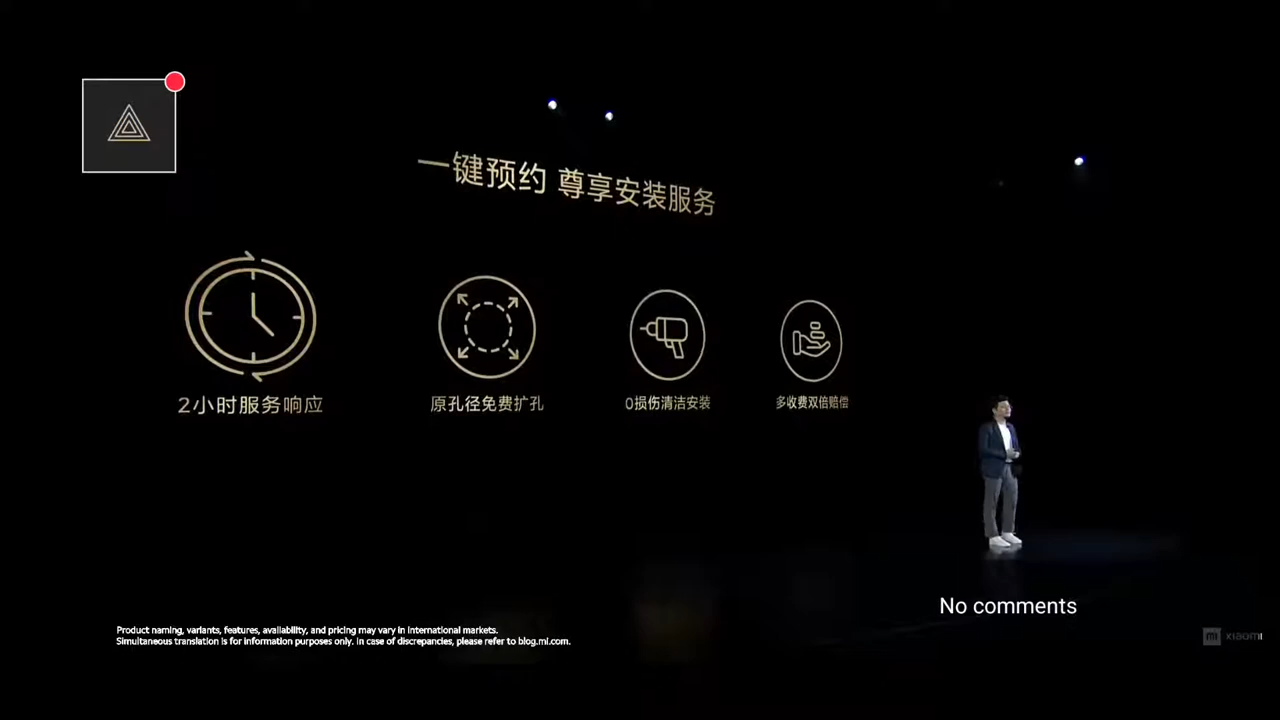 一键预约 尊享安装服务
2小时服务响应
原孔径免费扩孔
0损伤清洁安装
多收费双倍赔偿
No comments
Product naming, variants, features, availability, and pricing may vary in international markets.
Simultaneous translation is for information purposes only. In case of discrepancies, please refer to blog.mi.com.
mi xiaomi